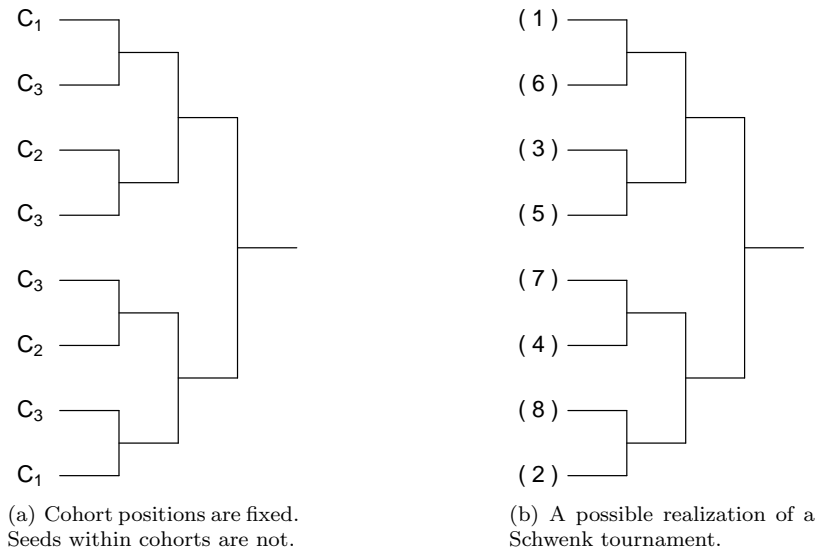 C1
C3
C2
C3
C3
C2
C3
C1
(a) Cohort positions are fixed.
Seeds within cohorts are not.
( 1 )
( 6 )
( 3 )
( 5 )
( 7 )
( 4 )
( 8 )
( 2 )
(b) A possible realization of a
Schwenk tournament.